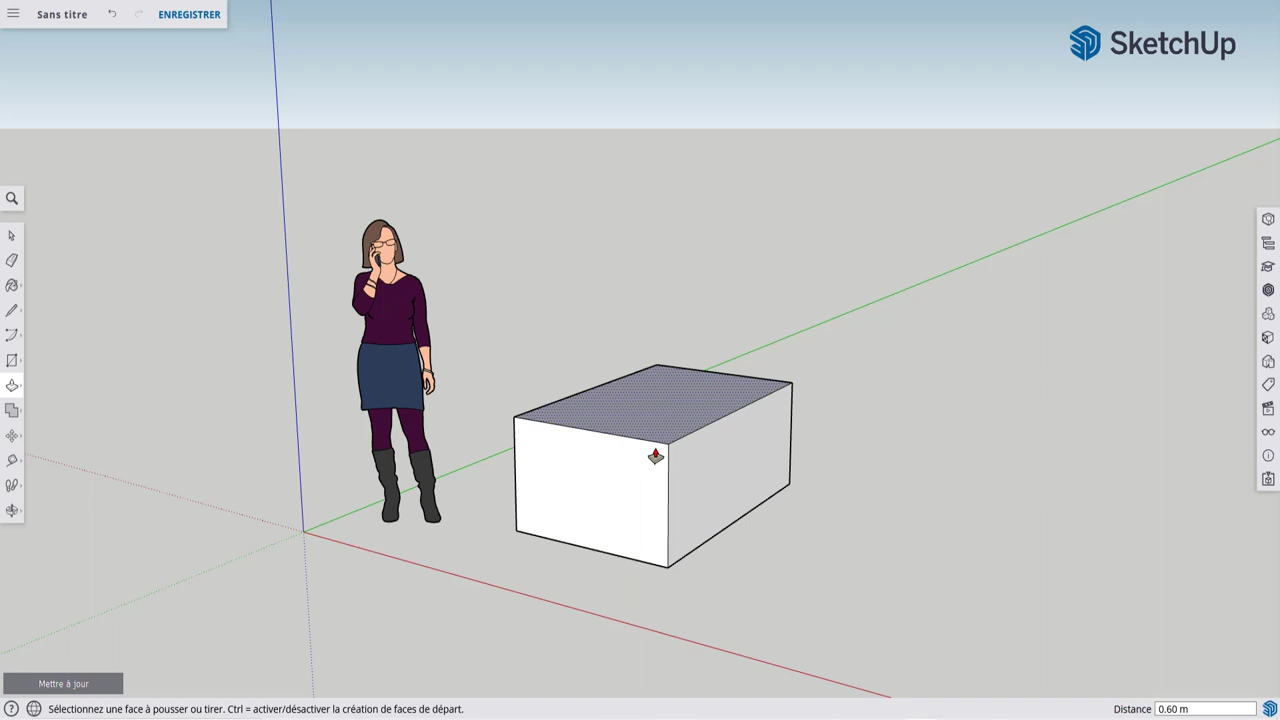 Sans titre
ENREGISTRER
SketchUp
Mettre à jour
Sélectionnez une face à pousser ou tirer. Ctrl = activer/désactiver la création de faces de départ.
Distance 0.60 m